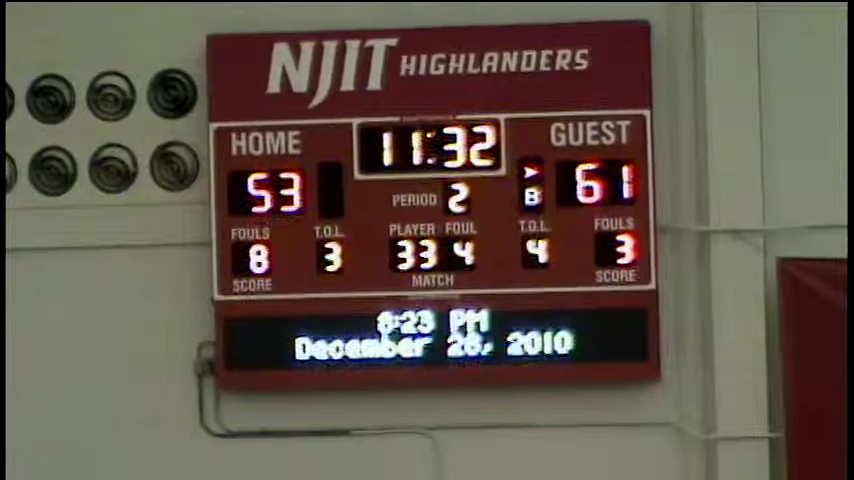 NJIT HIGHLANDERS
HOME 11:32 GUEST
53 PERIOD 2 B 61
FOULS T.O.L PLAYER FOUL T.O.L FOULS
8 3 33 4 4 3
SCORE MATCH SCORE
8:23 PM
December 28, 2010